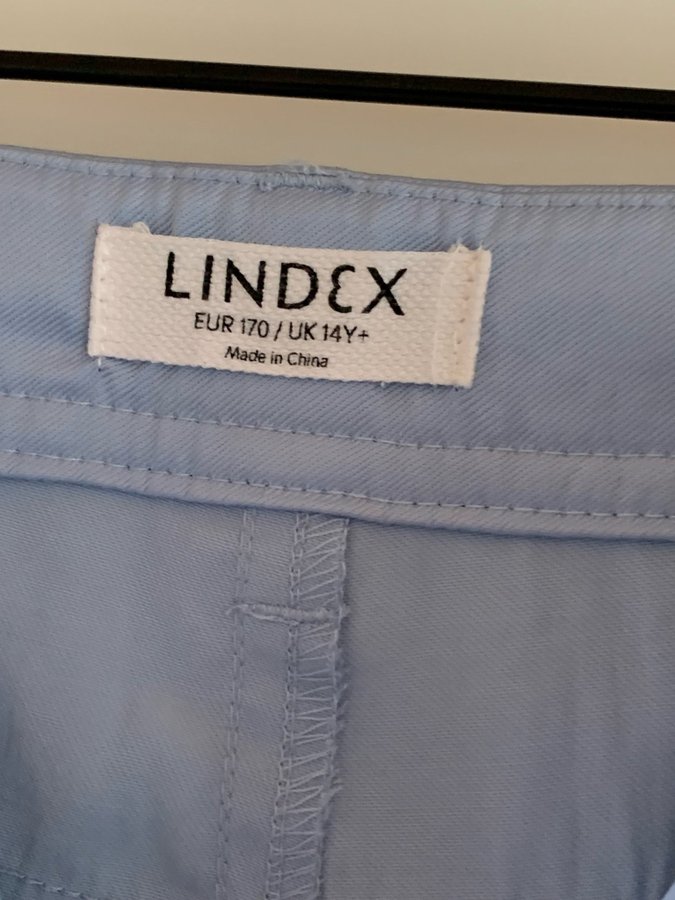 LINDEX
EUR 170 / UK 14Y+
Made in China